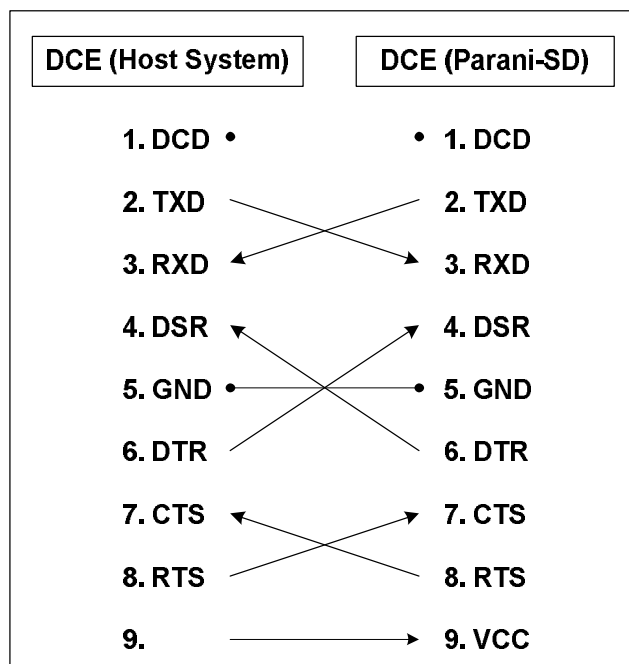 DCE (Host System) DCE (Parani-SD)
1. DCD 1. DCD
2. TXD 2. TXD
3. RXD 3. RXD
4. DSR 4. DSR
5. GND 5. GND
6. DTR 6. DTR
7. CTS 7. CTS
8. RTS 8. RTS
9. 9. VCC